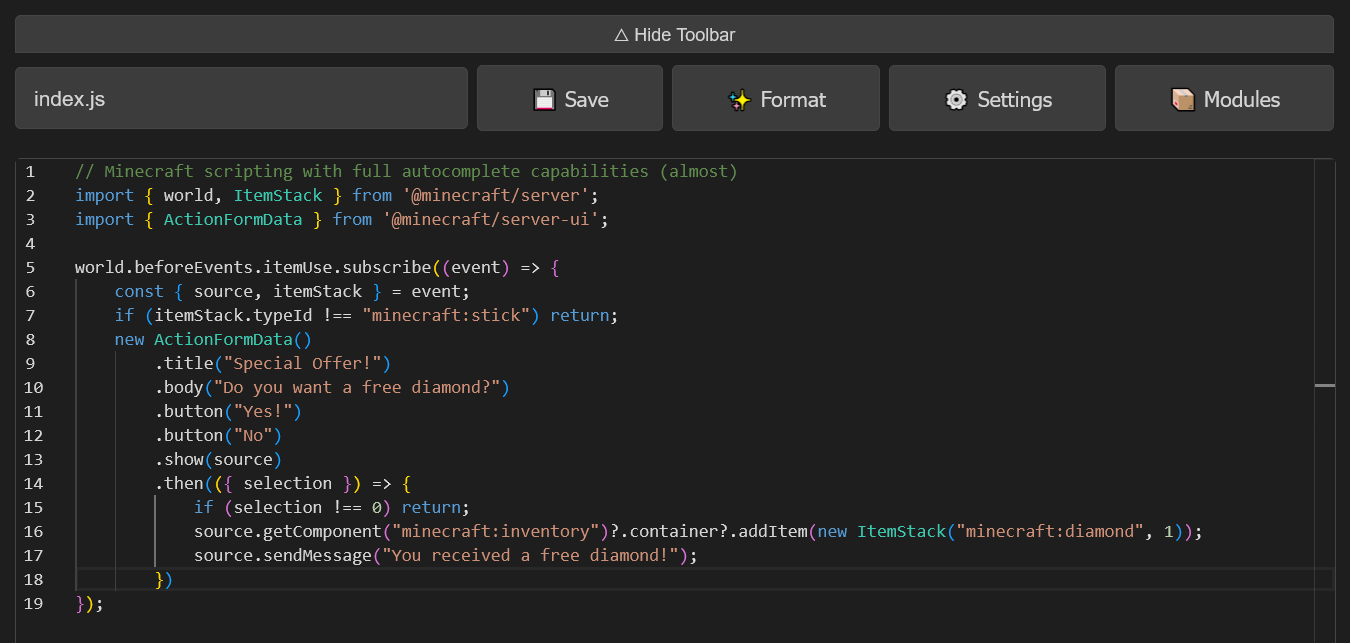 △ Hide Toolbar
index.js
💾 Save
✨ Format
⚙️ Settings
📦 Modules
1 // Minecraft scripting with full autocomplete capabilities (almost)
2 import { world, ItemStack } from '@minecraft/server';
3 import { ActionFormData } from '@minecraft/server-ui';
4
5 world.beforeEvents.itemUse.subscribe((event) => {
6     const { source, itemStack } = event;
7     if (itemStack.typeId !== "minecraft:stick") return;
8     new ActionFormData()
9         .title("Special Offer!")
10         .body("Do you want a free diamond?")
11         .button("Yes!")
12         .button("No")
13         .show(source)
14         .then(({ selection }) => {
15             if (selection !== 0) return;
16             source.getComponent("minecraft:inventory")?.container?.addItem(new ItemStack("minecraft:diamond", 1));
17             source.sendMessage("You received a free diamond!");
18         })
19 });